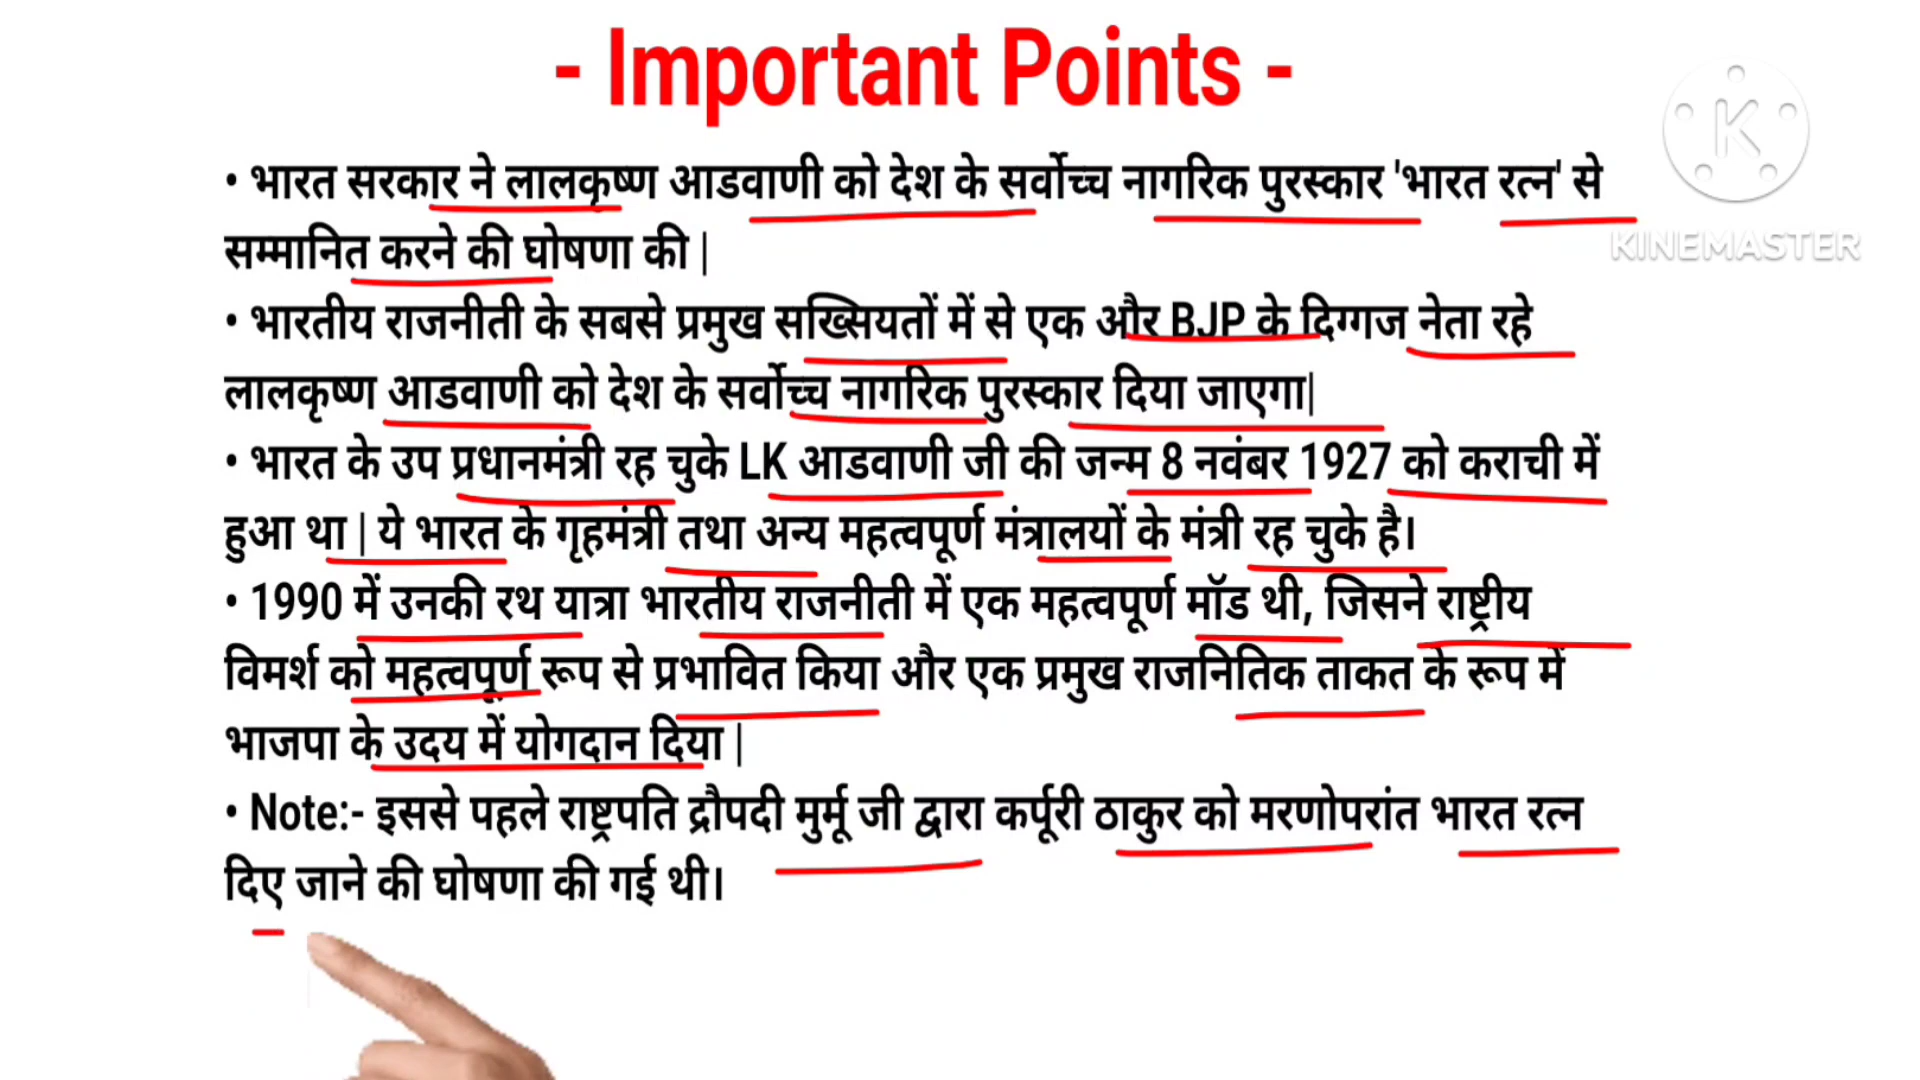 - Important Points -
• भारत सरकार ने लालकृष्ण आडवाणी को देश के सर्वोच्च नागरिक पुरस्कार 'भारत रत्न' से
सम्मानित करने की घोषणा की |
• भारतीय राजनीती के सबसे प्रमुख सख्सियतों में से एक और BJP के दिग्गज नेता रहे
लालकृष्ण आडवाणी को देश के सर्वोच्च नागरिक पुरस्कार दिया जाएगा|
• भारत के उप प्रधानमंत्री रह चुके LK आडवाणी जी की जन्म 8 नवंबर 1927 को कराची में
हुआ था | ये भारत के गृहमंत्री तथा अन्य महत्वपूर्ण मंत्रालयों के मंत्री रह चुके है।
• 1990 में उनकी रथ यात्रा भारतीय राजनीती में एक महत्वपूर्ण मॉड थी, जिसने राष्ट्रीय
विमर्श को महत्वपूर्ण रूप से प्रभावित किया और एक प्रमुख राजनितिक ताकत के रूप में
भाजपा के उदय में योगदान दिया |
• Note:- इससे पहले राष्ट्रपति द्रौपदी मुर्मू जी द्वारा कर्पूरी ठाकुर को मरणोपरांत भारत रत्न
दिए जाने की घोषणा की गई थी।
K
KINEMASTER